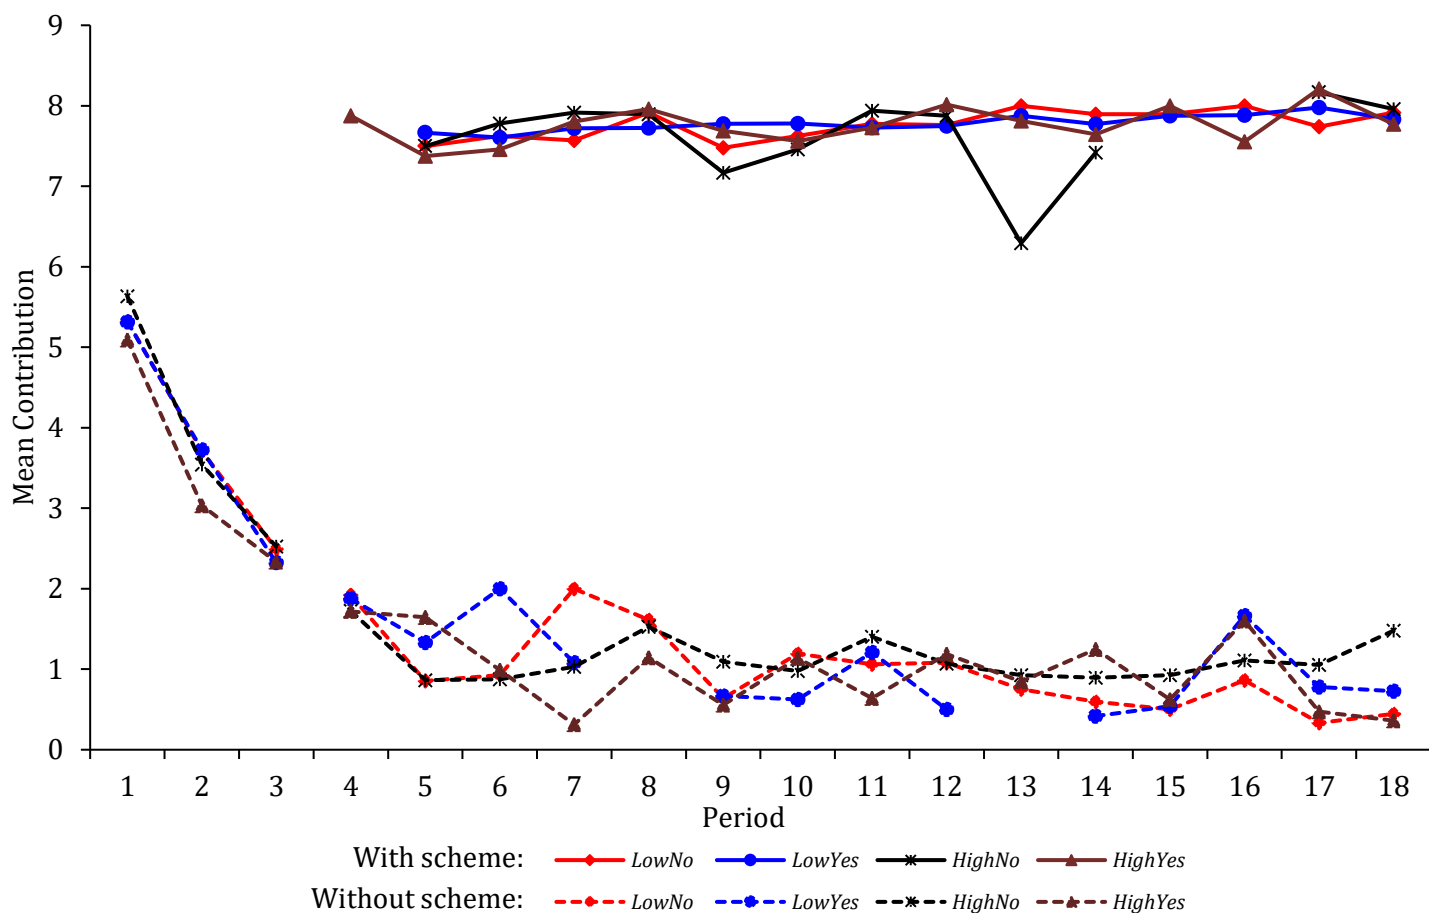 9
8
7
6
5
4
3
2
1
0
Mean Contribution
1 2 3 4 5 6 7 8 9 10 11 12 13 14 15 16 17 18
Period
With scheme: LowNo LowYes HighNo HighYes
Without scheme: LowNo LowYes HighNo HighYes